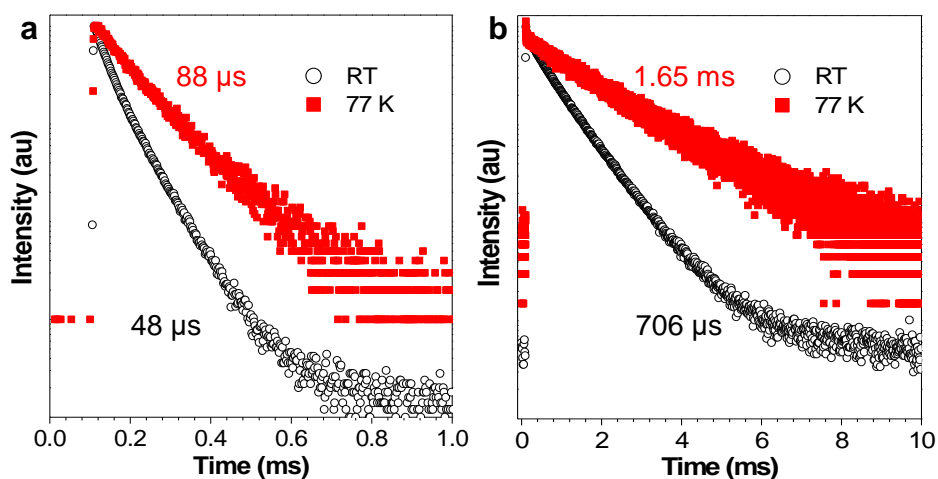 a
Intensity (au)
88 µs
RT
77 K
48 µs
0.0 0.2 0.4 0.6 0.8 1.0
Time (ms)
b
Intensity (au)
1.65 ms
RT
77 K
706 µs
0 2 4 6 8 10
Time (ms)